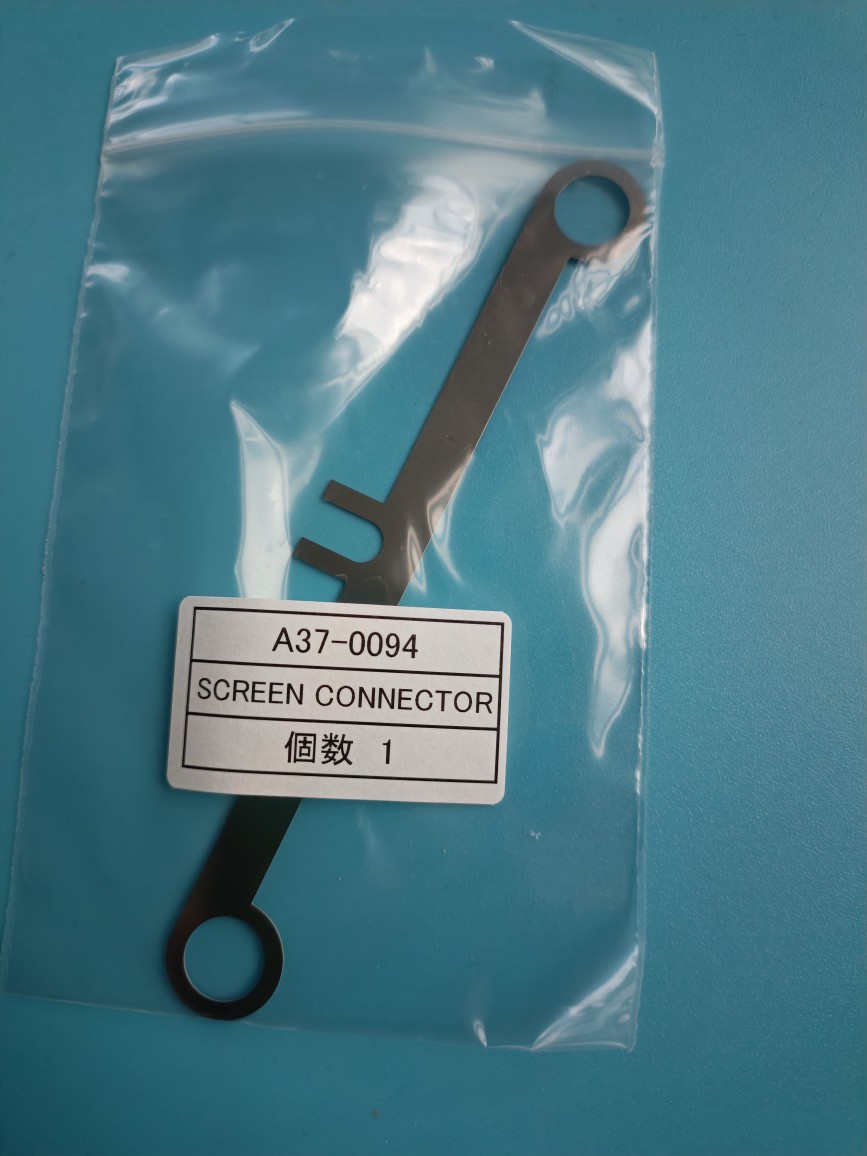 A37-0094
SCREEN CONNECTOR
個数 1